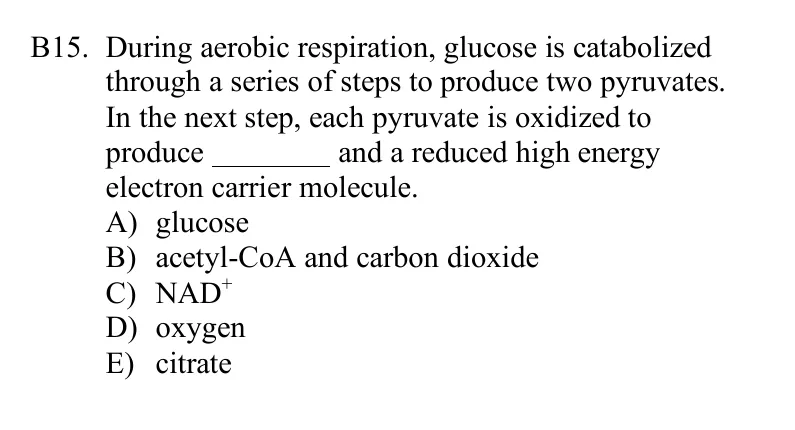 B15. During aerobic respiration, glucose is catabolized
through a series of steps to produce two pyruvates.
In the next step, each pyruvate is oxidized to
produce ________ and a reduced high energy
electron carrier molecule.
A) glucose
B) acetyl-CoA and carbon dioxide
C) NAD⁺
D) oxygen
E) citrate